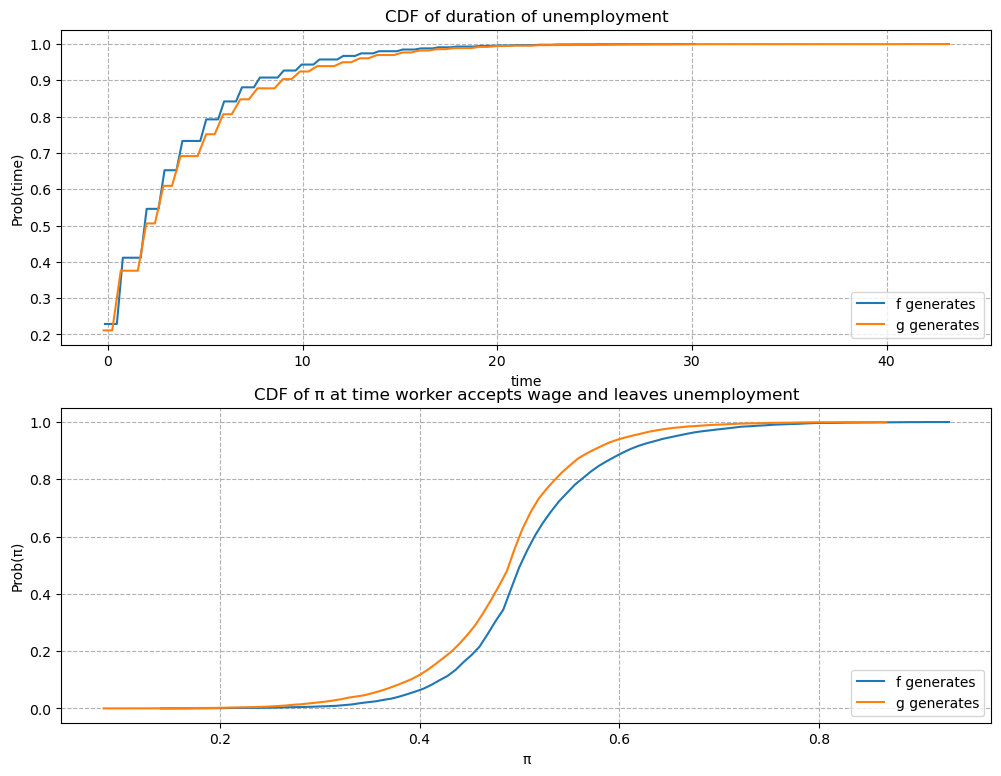 CDF of duration of unemployment
1.0
0.9
0.8
0.7
0.6
0.5
0.4
0.3
0.2
Prob(time)
f generates
g generates
0 10 20 30 40
time
CDF of π at time worker accepts wage and leaves unemployment
1.0
0.8
0.6
0.4
0.2
0.0
Prob(π)
f generates
g generates
0.2 0.4 0.6 0.8
π